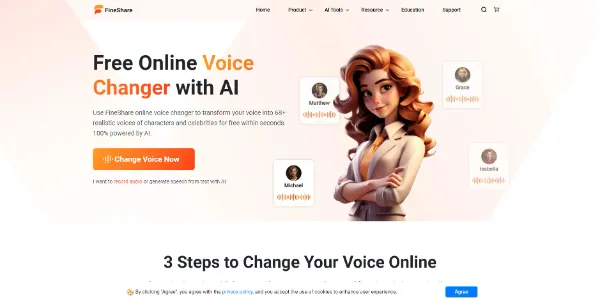 FineShare
Home Product AI Tools Resource Education Support
Free Online Voice
Changer with AI
Use FineShare online voice changer to transform your voice into 68+
realistic voices of characters and celebrities for free within seconds,
100% powered by AI.
Change Voice Now
I want to record audio or generate speech from text with AI
Matthew
Grace
Michael
Isabella
3 Steps to Change Your Voice Online
By clicking "Agree", you agree with the privacy policy, and you accept the use of cookies to enhance user experience.
Agree